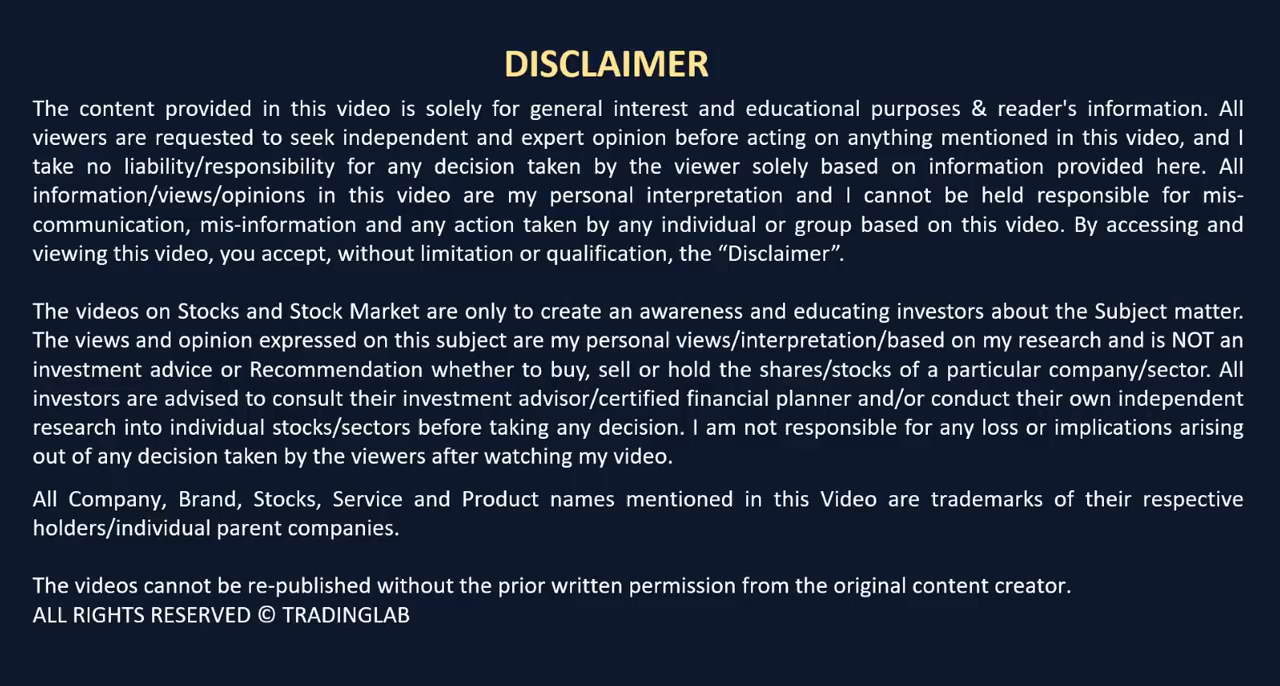 DISCLAIMER
The content provided in this video is solely for general interest and educational purposes & reader's information. All
viewers are requested to seek independent and expert opinion before acting on anything mentioned in this video, and I
take no liability/responsibility for any decision taken by the viewer solely based on information provided here. All
information/views/opinions in this video are my personal interpretation and I cannot be held responsible for mis-
communication, mis-information and any action taken by any individual or group based on this video. By accessing and
viewing this video, you accept, without limitation or qualification, the “Disclaimer”.
The videos on Stocks and Stock Market are only to create an awareness and educating investors about the Subject matter.
The views and opinion expressed on this subject are my personal views/interpretation/based on my research and is NOT an
investment advice or Recommendation whether to buy, sell or hold the shares/stocks of a particular company/sector. All
investors are advised to consult their investment advisor/certified financial planner and/or conduct their own independent
research into individual stocks/sectors before taking any decision. I am not responsible for any loss or implications arising
out of any decision taken by the viewers after watching my video.
All Company, Brand, Stocks, Service and Product names mentioned in this Video are trademarks of their respective
holders/individual parent companies.
The videos cannot be re-published without the prior written permission from the original content creator.
ALL RIGHTS RESERVED © TRADINGLAB